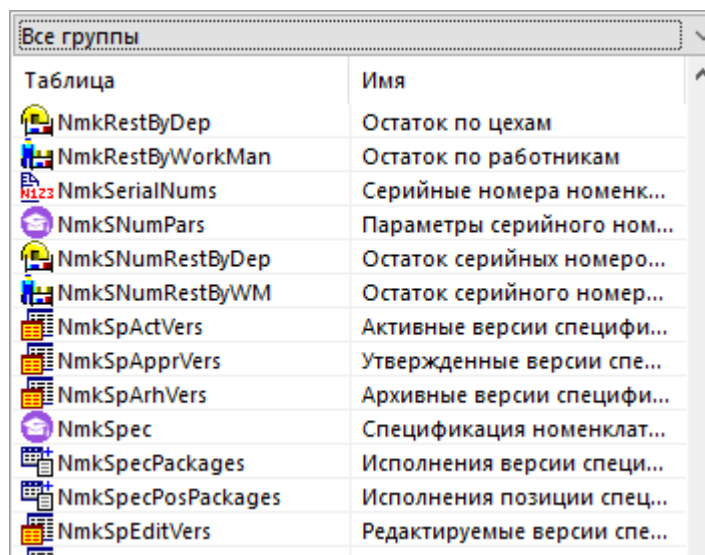 Все группы
Таблица Имя
NmkRestByDep Остаток по цехам
NmkRestByWorkMan Остаток по работникам
NmkSerialNums Серийные номера номенк...
NmkSNumPars Параметры серийного ном...
NmkSNumRestByDep Остаток серийных номеро...
NmkSNumRestByWM Остаток серийного номер...
NmkSpActVers Активные версии специфи...
NmkSpApprVers Утвержденные версии спе...
NmkSpArhVers Архивные версии специфи...
NmkSpec Спецификация номенклат...
NmkSpecPackages Исполнения версии специ...
NmkSpecPosPackages Исполнения позиции спец...
NmkSpEditVers Редактируемые версии спе...